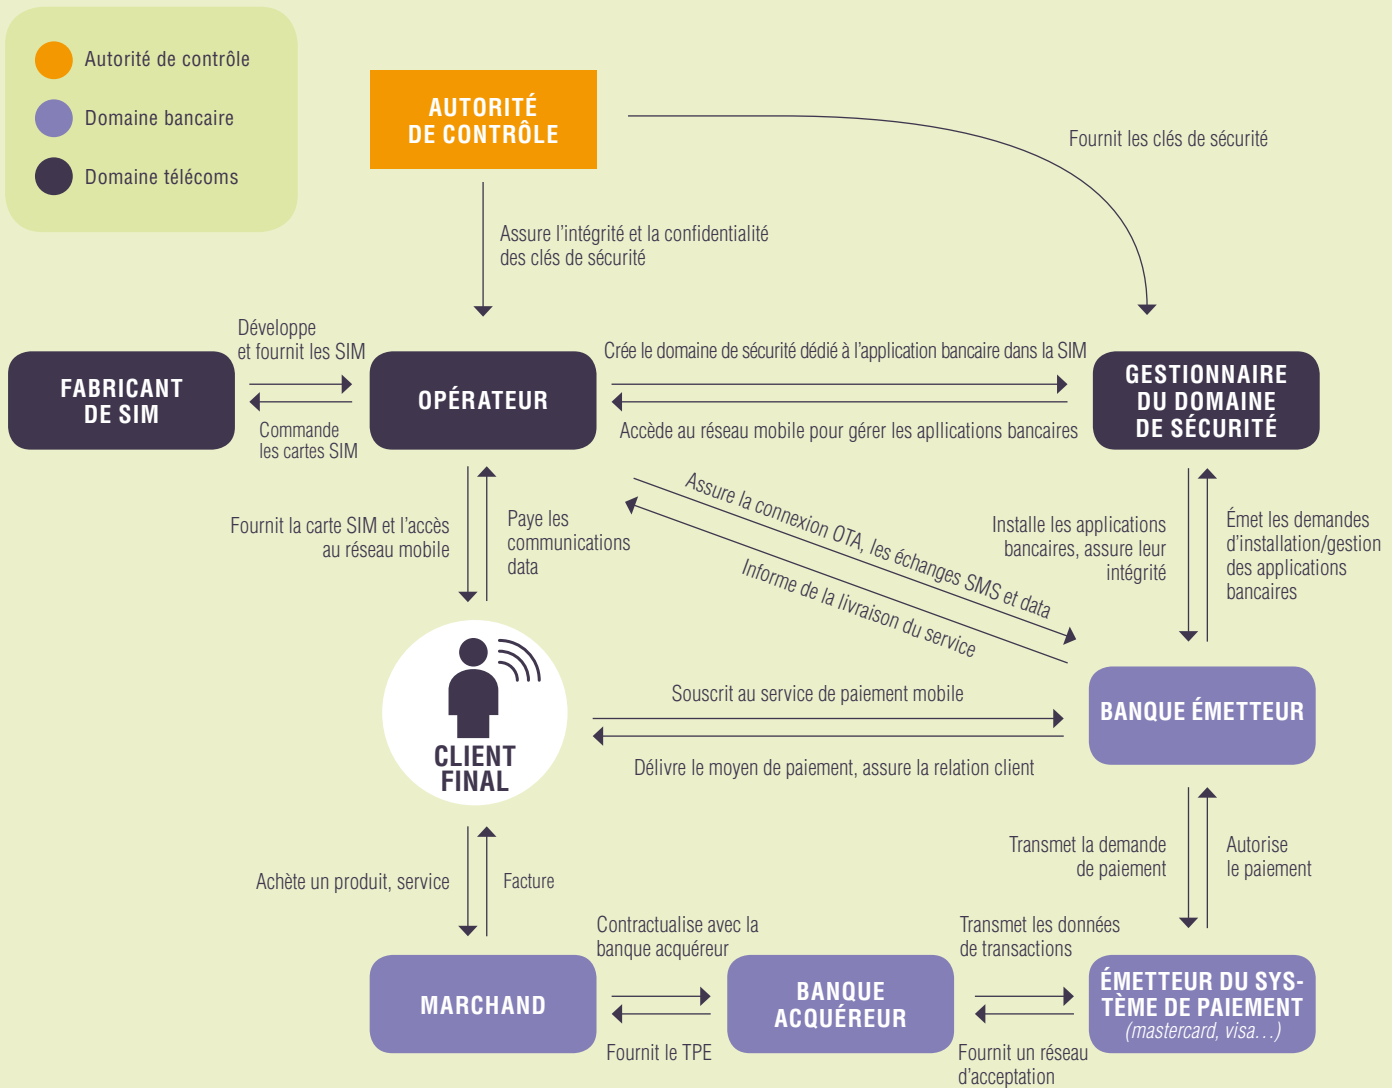 Autorité de contrôle
Domaine bancaire
Domaine télécoms
AUTORITÉ
DE CONTRÔLE
Fournit les clés de sécurité
Assure l'intégrité et la confidentialité
des clés de sécurité
Développe
et fournit les SIM
Crée le domaine de sécurité dédié à l'application bancaire dans la SIM
FABRICANT
DE SIM
OPÉRATEUR
GESTIONNAIRE
DU DOMAINE
DE SÉCURITÉ
Commande
les cartes SIM
Accède au réseau mobile pour gérer les apllications bancaires
Fournit la carte SIM et l'accès
au réseau mobile
Paye les
communications
data
Assure la connexion OTA, les échanges SMS et data
Informe de la livraison du service
Installe les applications
bancaires, assure leur
intégrité
Émet les demandes
d'installation/gestion
des applications
bancaires
CLIENT
FINAL
Souscrit au service de paiement mobile
Délivre le moyen de paiement, assure la relation client
BANQUE ÉMETTEUR
Transmet la demande
de paiement
Autorise
le paiement
Achète un produit, service
Facture
Contractualise avec la
banque acquéreur
Transmet les données
de transactions
MARCHAND
BANQUE
ACQUÉREUR
ÉMETTEUR DU SYS-
TÈME DE PAIEMENT
(mastercard, visa...)
Fournit le TPE
Fournit un réseau
d'acceptation